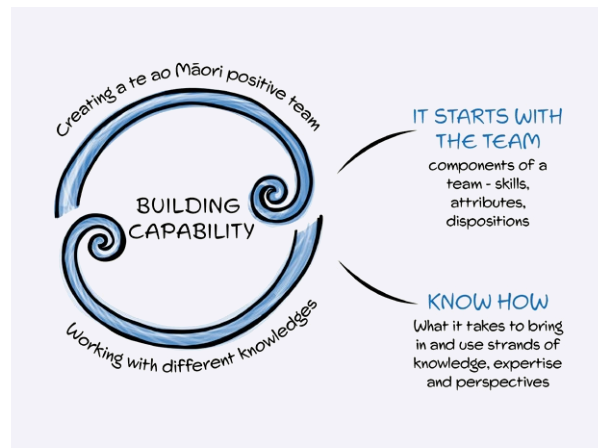 Creating a te ao Māori positive team
BUILDING
CAPABILITY
Working with different knowledges
IT STARTS WITH
THE TEAM
components of a
team - skills,
attributes,
dispositions
KNOW HOW
What it takes to bring
in and use strands of
knowledge, expertise
and perspectives